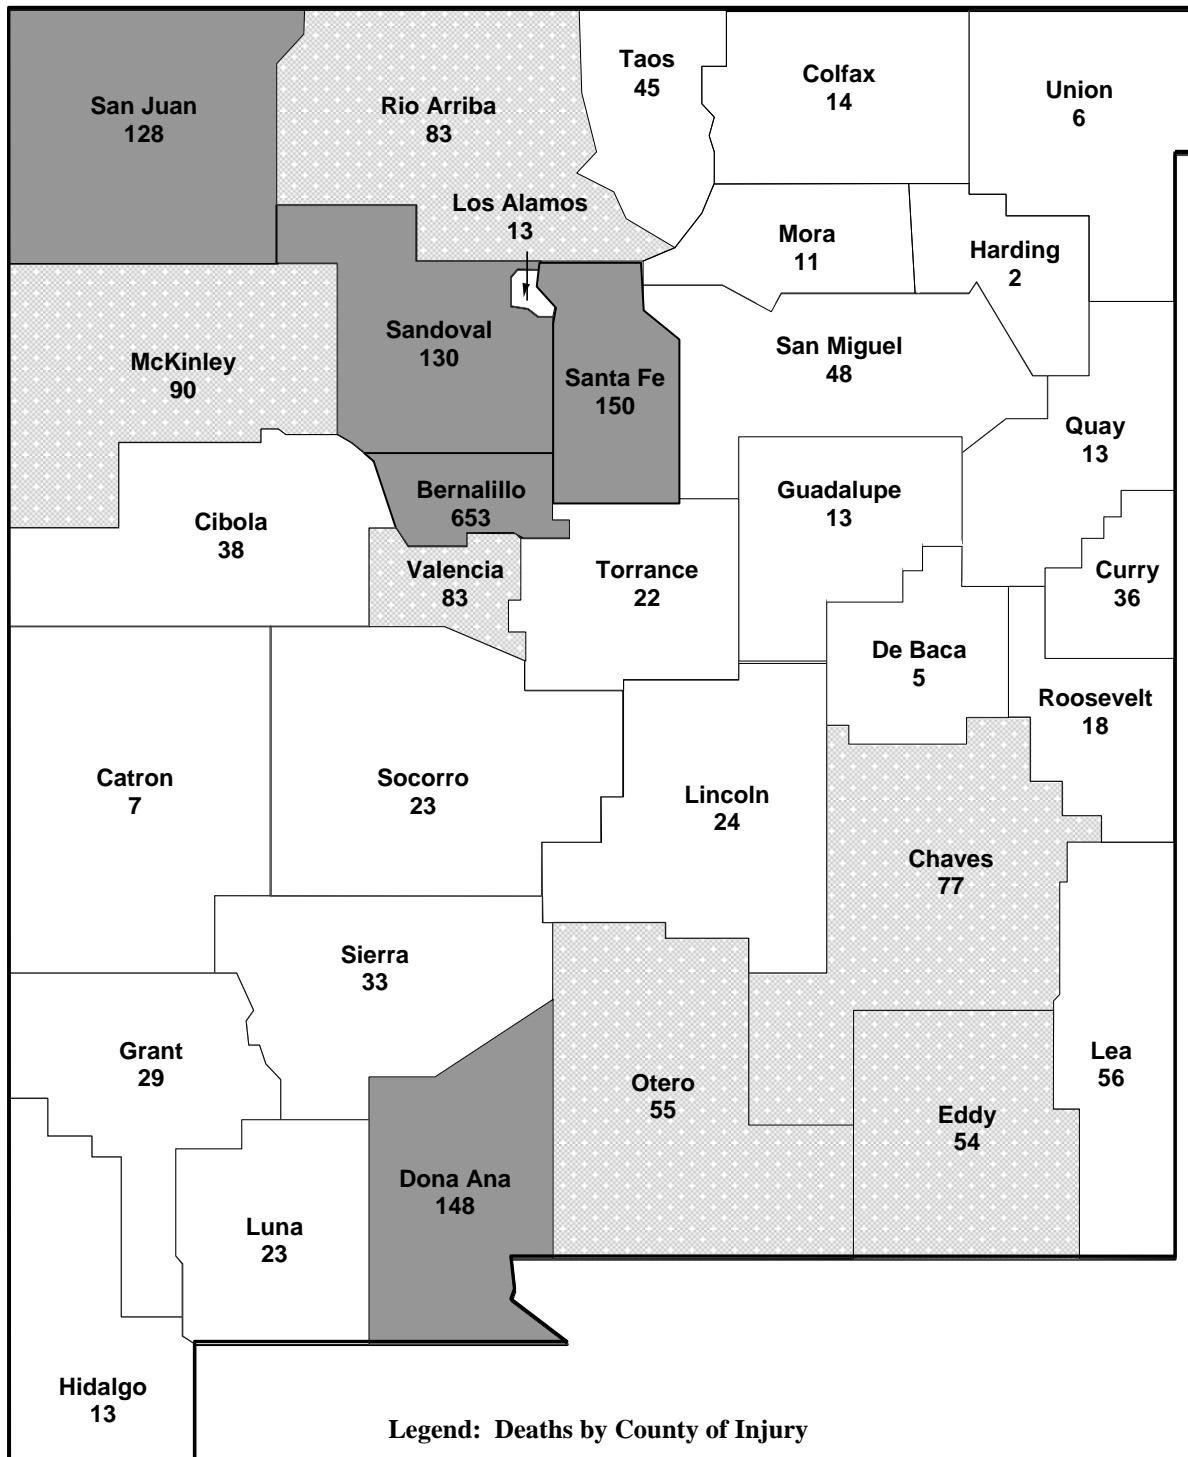 San Juan
128
Rio Arriba
83
Taos
45
Colfax
14
Union
6
Los Alamos
13
Mora
11
Harding
2
Sandoval
130
McKinley
90
Santa Fe
150
San Miguel
48
Quay
13
Bernalillo
653
Guadalupe
13
Cibola
38
Valencia
83
Torrance
22
Curry
36
De Baca
5
Roosevelt
18
Catron
7
Socorro
23
Lincoln
24
Chaves
77
Sierra
33
Grant
29
Otero
55
Lea
56
Eddy
54
Dona Ana
148
Luna
23
Hidalgo
13
Legend: Deaths by County of Injury